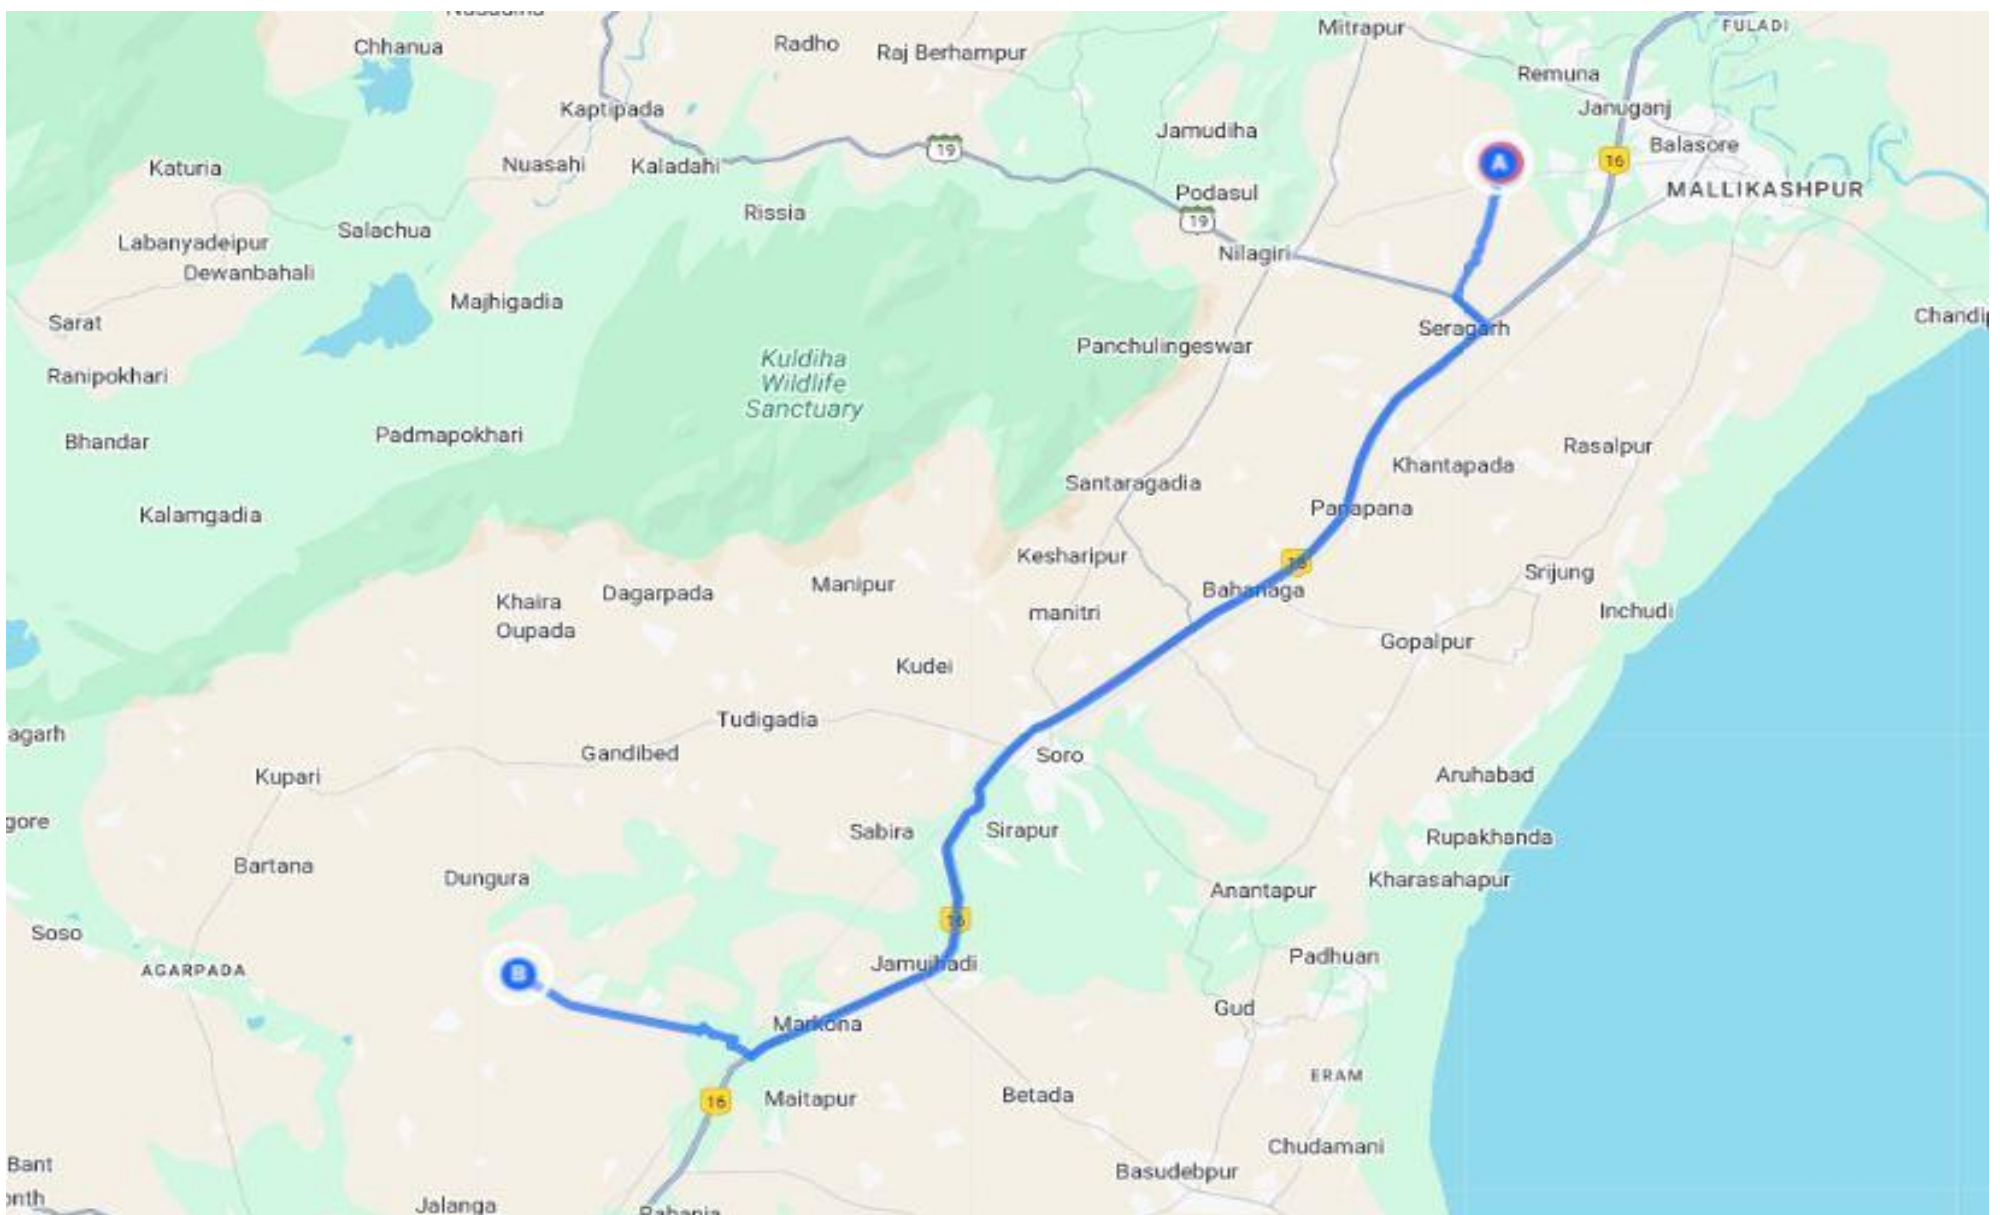 Chhanua
Radho
Raj Berhampur
Mitrapur
FULADI
Remuna
Januganj
Kaptipada
Jamudiha
Balasore
19
A
16
Katuria
Nuasahi
Kaladahi
Podasul
MALLIKASHPUR
Rissia
19
Labanyadeipur
Salachua
Nilagiri
Dewanbahali
Majhigadia
Sarat
Seragarh
Chandip
Panchulingeswar
Kuldiha
Wildlife
Sanctuary
Ranipokhari
Bhandar
Padmapokhari
Rasalpur
Khantapada
Santaragadia
Panapana
Kalamgadia
Kesharipur
16
Srijung
Manipur
Bahanaga
Khaira
Oupada
Dagarpada
manitri
Inchudi
Gopalpur
Kudei
Tudigadia
agarh
Gandibed
Soro
Kupari
Aruhabad
gore
Sabira
Sirapur
Rupakhanda
Bartana
Dungura
Anantapur
Kharasahapur
16
Soso
AGARPADA
B
Jamujhadi
Padhuan
Gud
Markona
ERAM
16
Maitapur
Betada
Chudamani
Bant
Basudebpur
onth
Jalanga